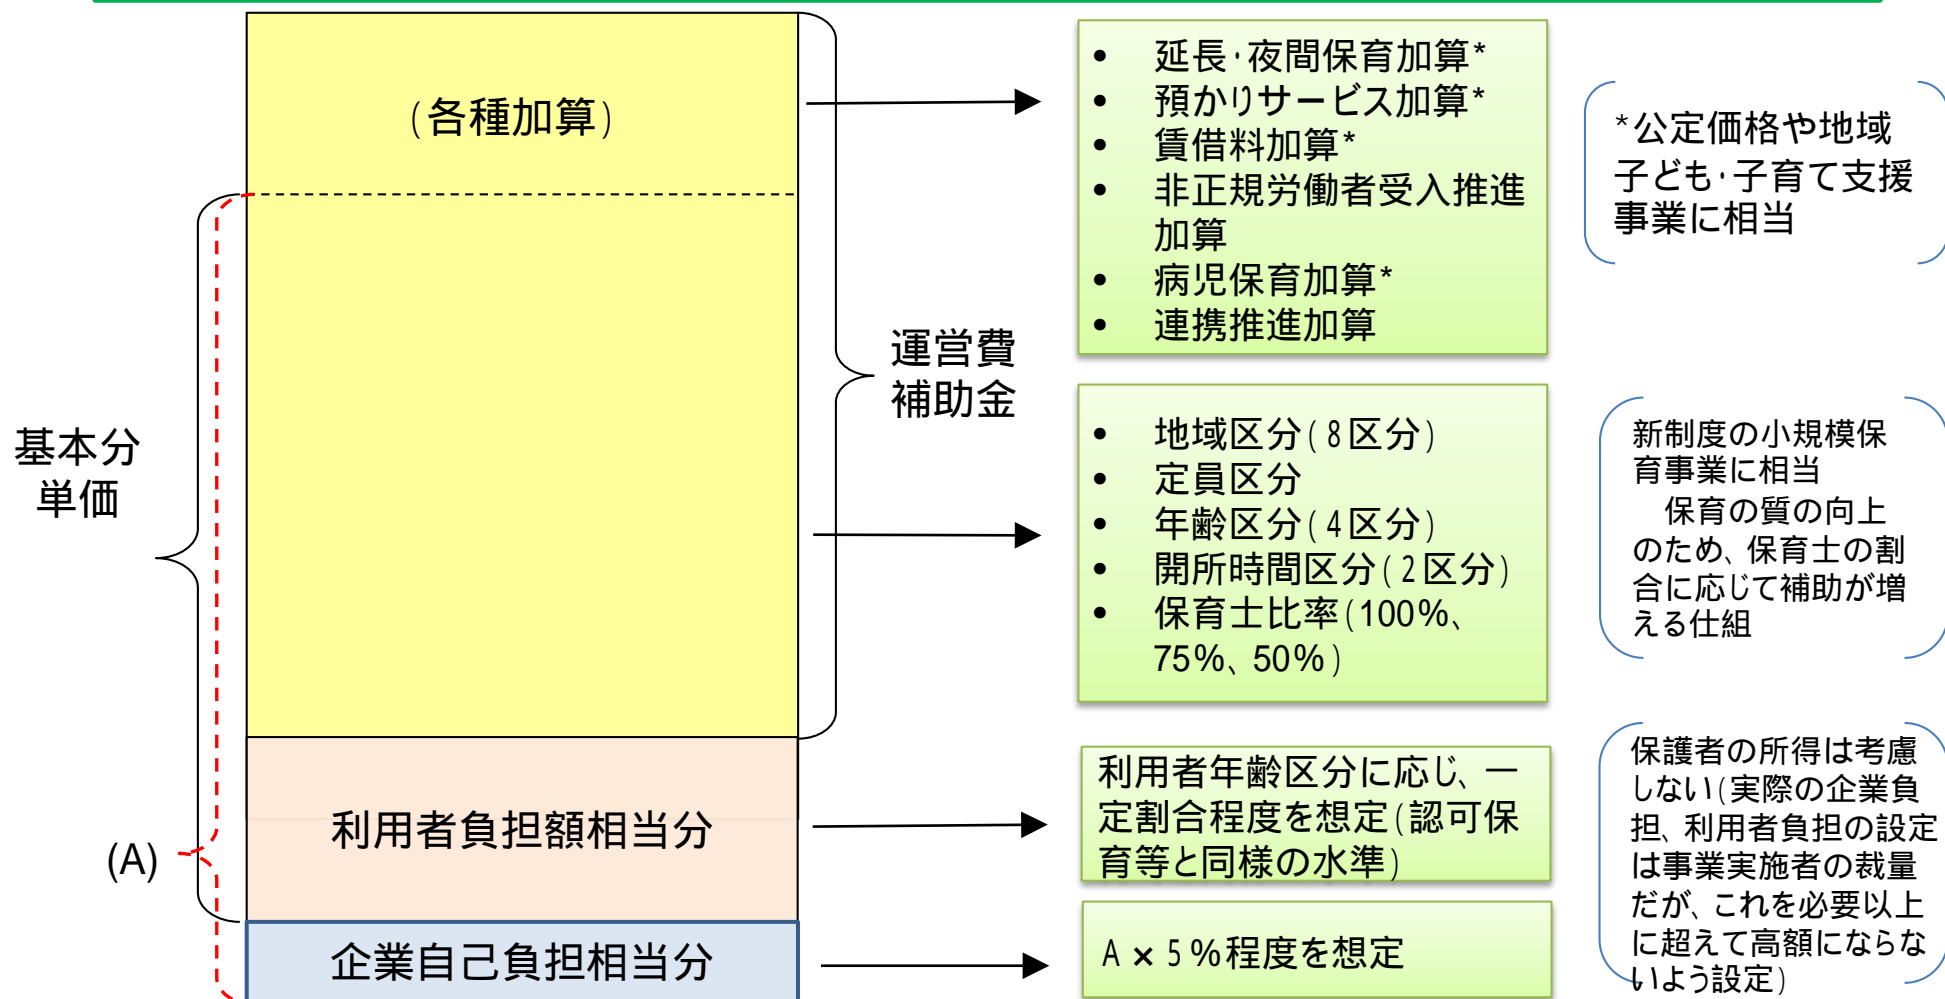 (各種加算)
基本分
単価
(A)
利用者負担額相当分
企業自己負担相当分
運営費
補助金
• 延長・夜間保育加算*
• 預かりサービス加算*
• 賃借料加算*
• 非正規労働者受入推進
加算
• 病児保育加算*
• 連携推進加算
*公定価格や地域
子ども・子育て支援
事業に相当
• 地域区分(8区分)
• 定員区分
• 年齢区分(4区分)
• 開所時間区分(2区分)
• 保育士比率(100%、
75%、50%)
新制度の小規模保
育事業に相当
保育の質の向上
のため、保育士の割
合に応じて補助が増
える仕組
利用者年齢区分に応じ、一
定割合程度を想定(認可保
育等と同様の水準)
A×5%程度を想定
保護者の所得は考慮
しない(実際の企業負
担、利用者負担の設定
は事業実施者の裁量
だが、これを必要以上
に超えて高額にならな
いよう設定)